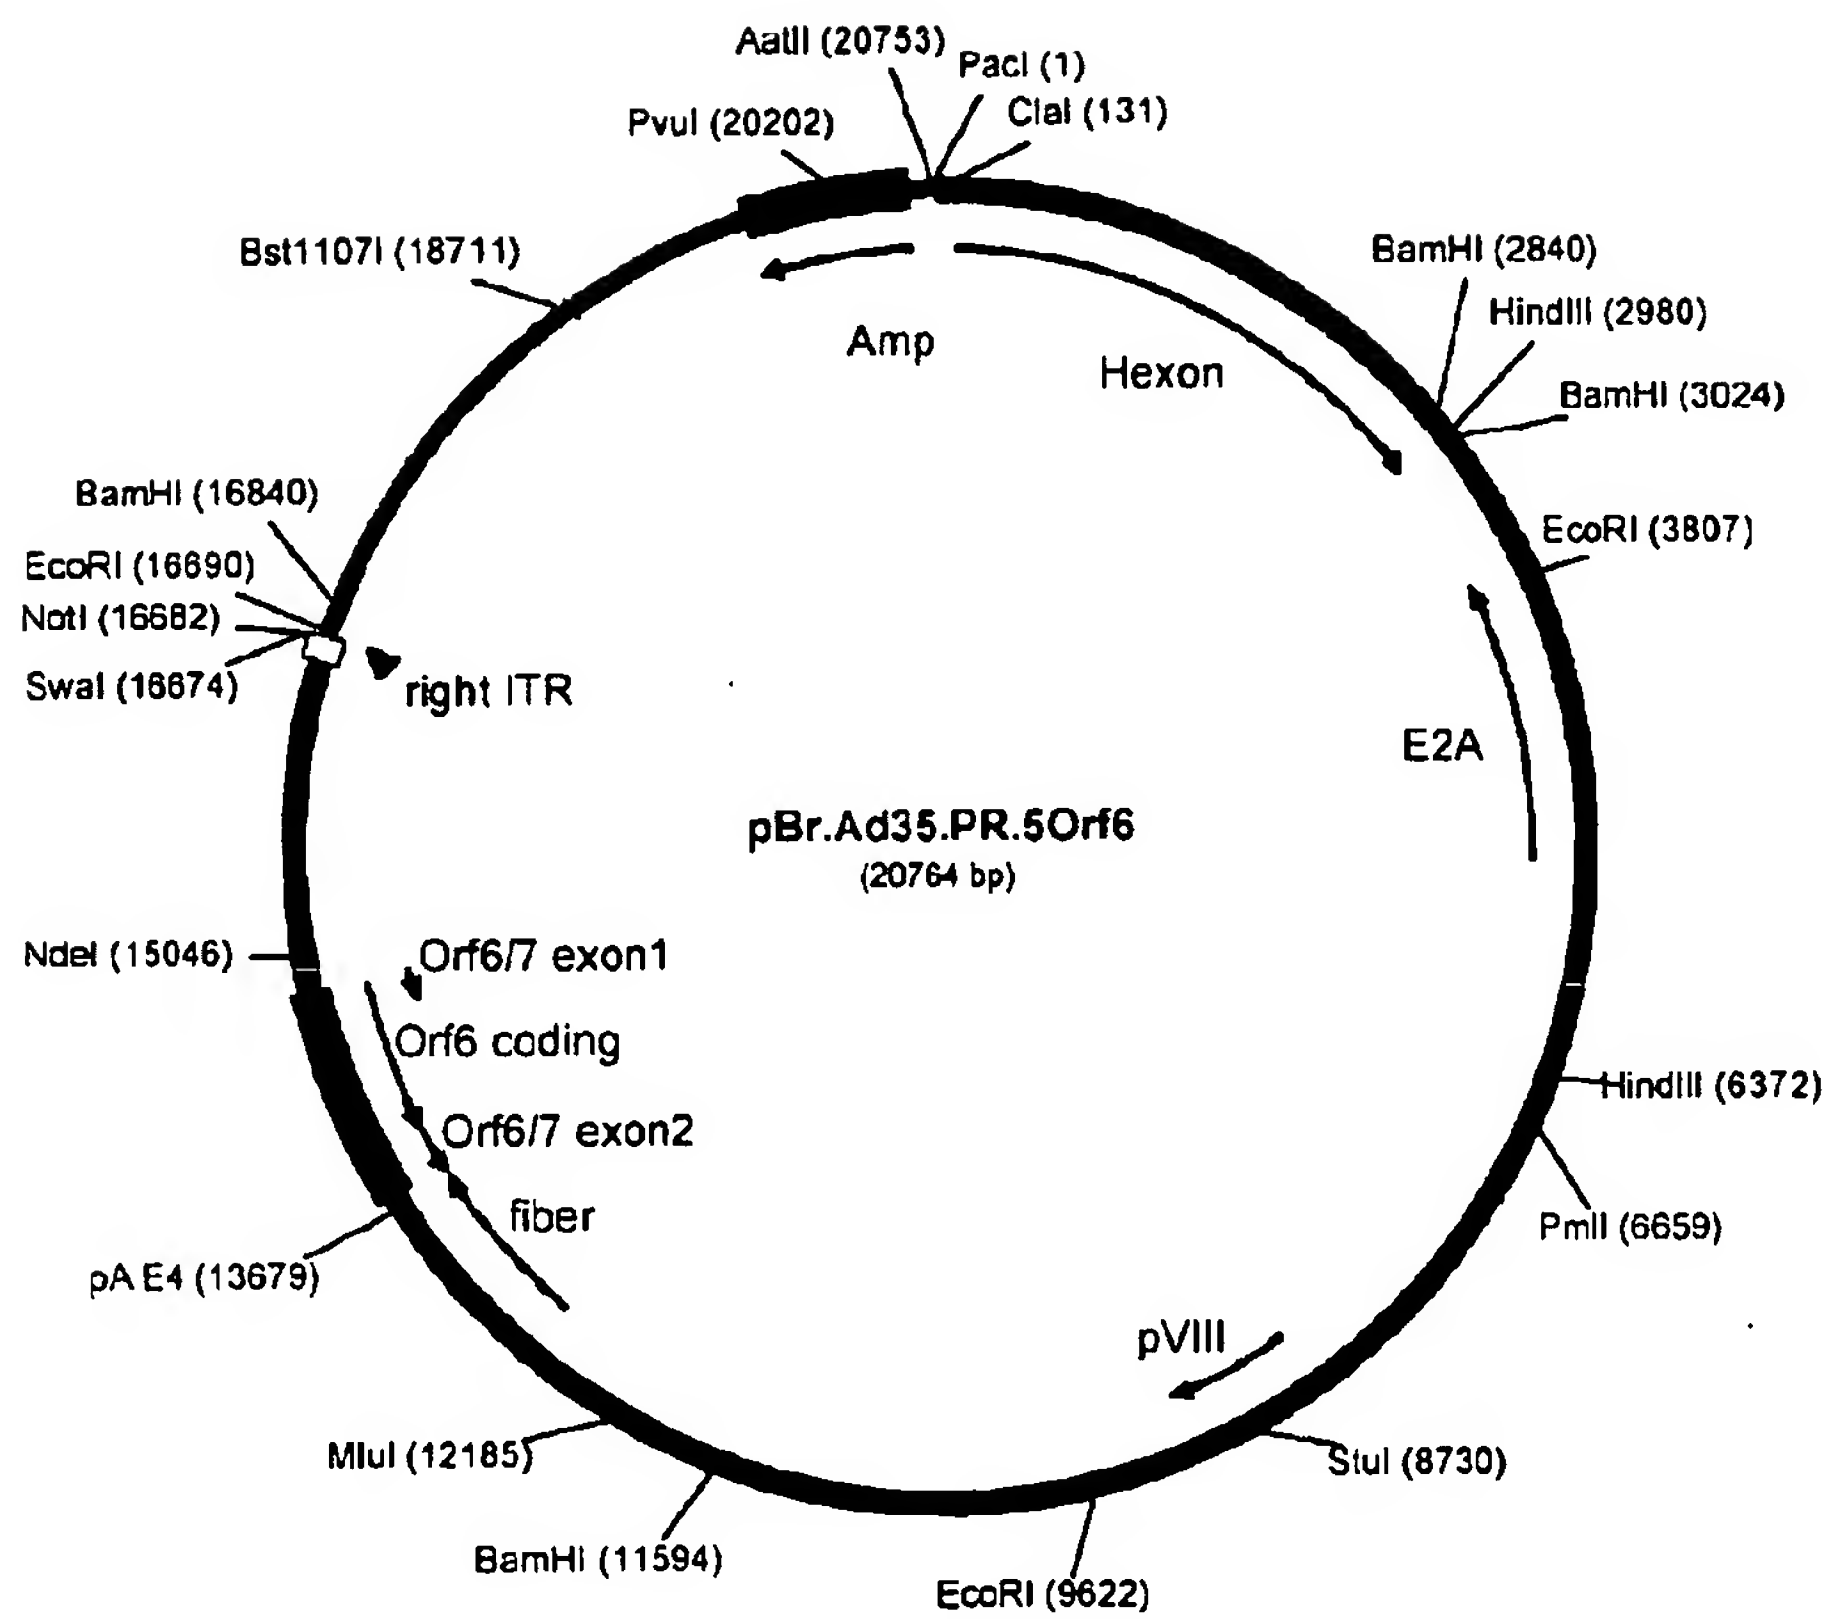 AatII (20753)
PacI (1)
ClaI (131)
PvuI (20202)
Bst1107I (18711)
BamHI (2840)
HindIII (2980)
BamHI (3024)
Amp
Hexon
BamHI (16840)
EcoRI (16690)
NotI (16682)
SwaI (16674)
right ITR
EcoRI (3807)
E2A
pBr.Ad35.PR.5Orf6
(20764 bp)
NdeI (15046)
Orf6/7 exon1
Orf6 coding
Orf6/7 exon2
fiber
pA E4 (13679)
HindIII (6372)
PmlI (6659)
pVIII
StuI (8730)
MluI (12185)
BamHI (11594)
EcoRI (9622)